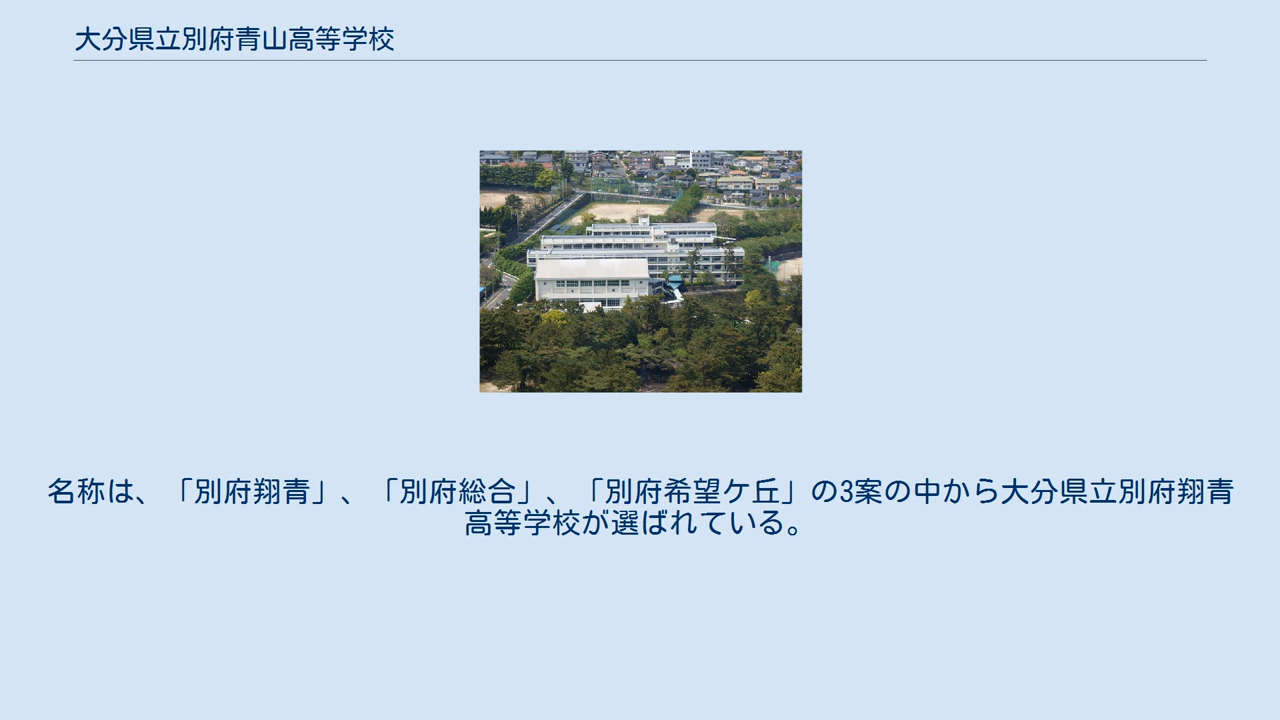 大分県立別府青山高等学校
名称は、「別府翔青」、「別府総合」、「別府希望ケ丘」の3案の中から大分県立別府翔青
高等学校が選ばれている。